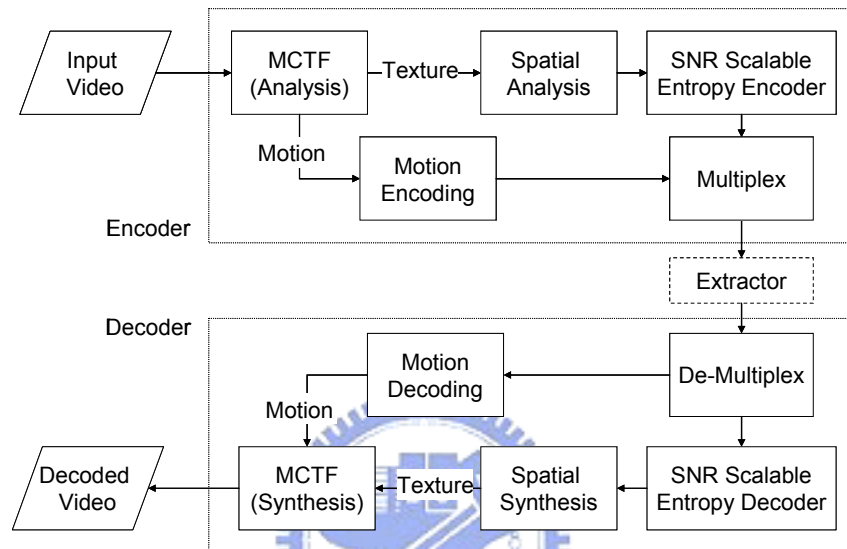 Input
Video
MCTF
(Analysis)
Texture
Spatial
Analysis
SNR Scalable
Entropy Encoder
Motion
Motion
Encoding
Multiplex
Encoder
Extractor
Decoder
Motion
Decoding
De-Multiplex
Motion
Decoded
Video
MCTF
(Synthesis)
Texture
Spatial
Synthesis
SNR Scalable
Entropy Decoder